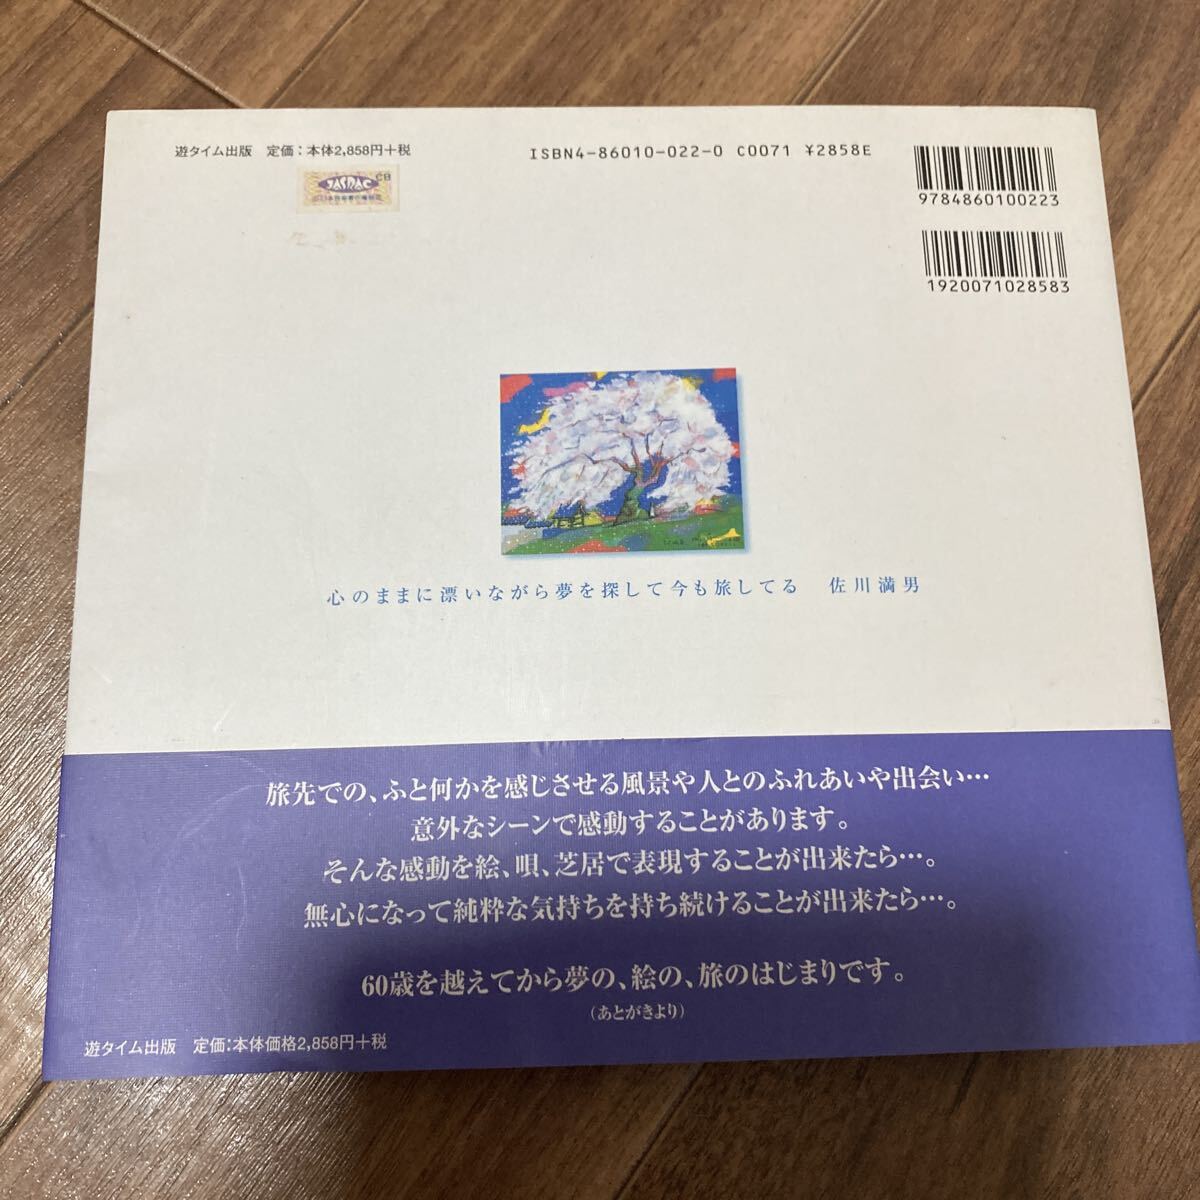 遊タイム出版 定価：本体2,858円＋税
ISBN4-86010-022-0 C0071 ¥2858E
JASRAC
CB
9784860100223
1920071028583
心のままに漂いながら夢を探して今も旅してる 佐川満男
旅先での、ふと何かを感じさせる風景や人とのふれあいや出会い…
意外なシーンで感動することがあります。
そんな感動を絵、唄、芝居で表現することが出来たら…。
無心になって純粋な気持ちを持ち続けることが出来たら…。
60歳を越えてから夢の、絵の、旅のはじまりです。
（あとがきより）
遊タイム出版 定価：本体価格2,858円＋税